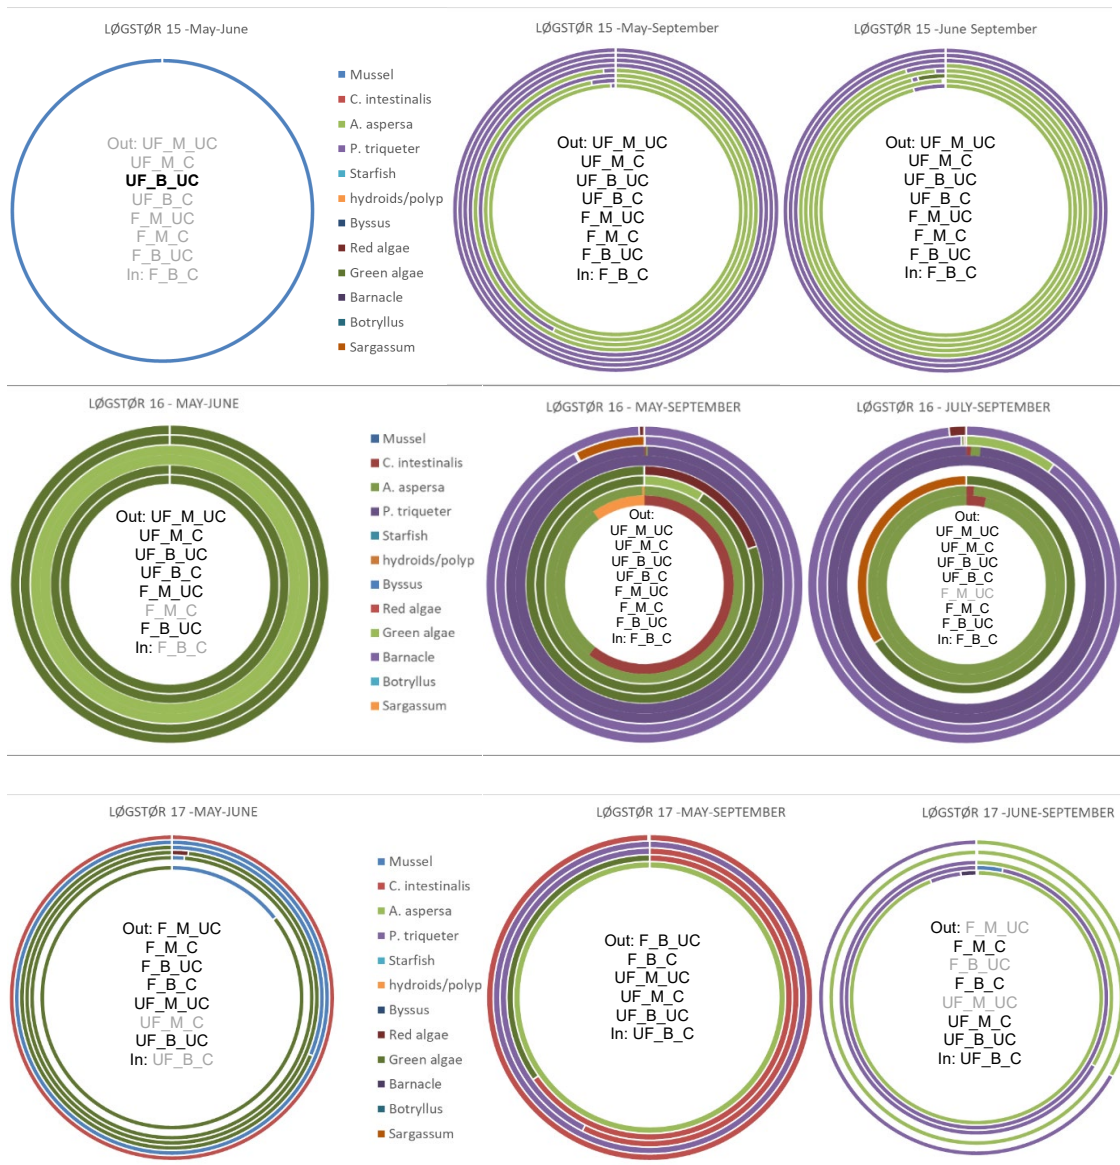 LØGSTØR 15 -May-June
LØGSTØR 15 -May-September
LØGSTØR 15 -June September
Out: UF_M_UC
UF_M_C
UF_B_UC
UF_B_C
F_M_UC
F_M_C
F_B_UC
In: F_B_C
Mussel
C. intestinalis
A. aspersa
P. triqueter
Starfish
hydroids/polyp
Byssus
Red algae
Green algae
Barnacle
Botryllus
Sargassum
Out: UF_M_UC
UF_M_C
UF_B_UC
UF_B_C
F_M_UC
F_M_C
F_B_UC
In: F_B_C
Out: UF_M_UC
UF_M_C
UF_B_UC
UF_B_C
F_M_UC
F_M_C
F_B_UC
In: F_B_C
LØGSTØR 16 - MAY-JUNE
LØGSTØR 16 - MAY-SEPTEMBER
LØGSTØR 16 - JULY-SEPTEMBER
Out: UF_M_UC
UF_M_C
UF_B_UC
UF_B_C
F_M_UC
F_M_C
F_B_UC
In: F_B_C
Mussel
C. intestinalis
A. aspersa
P. triqueter
Starfish
hydroids/polyp
Byssus
Red algae
Green algae
Barnacle
Botryllus
Sargassum
Out:
UF_M_UC
UF_M_C
UF_B_UC
UF_B_C
F_M_UC
F_M_C
F_B_UC
In: F_B_C
Out:
UF_M_UC
UF_M_C
UF_B_UC
UF_B_C
F_M_UC
F_M_C
F_B_UC
In: F_B_C
LØGSTØR 17 -MAY-JUNE
LØGSTØR 17 -MAY-SEPTEMBER
LØGSTØR 17 -JUNE-SEPTEMBER
Out: F_M_UC
F_M_C
F_B_UC
F_B_C
UF_M_UC
UF_M_C
UF_B_UC
In: UF_B_C
Mussel
C. intestinalis
A. aspersa
P. triqueter
Starfish
hydroids/polyp
Byssus
Red algae
Green algae
Barnacle
Botryllus
Sargassum
Out: F_B_UC
F_B_C
UF_M_UC
UF_M_C
UF_B_UC
In: UF_B_C
Out: F_M_UC
F_M_C
F_B_UC
F_B_C
UF_M_UC
UF_M_C
UF_B_UC
In: UF_B_C